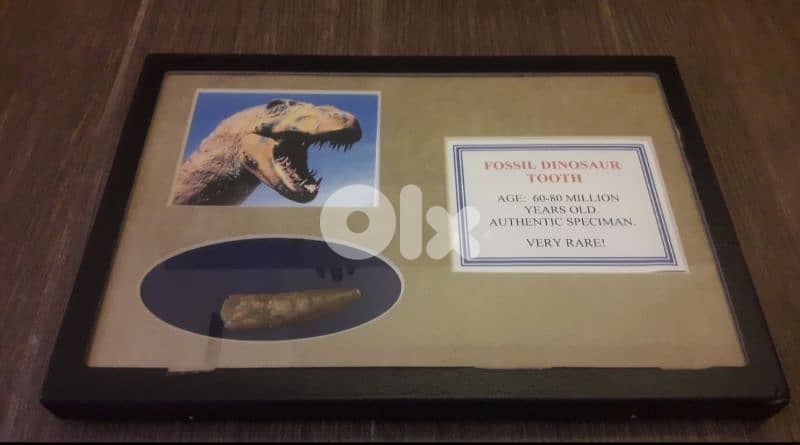 FOSSIL DINOSAUR
TOOTH
AGE: 60-80 MILLION
YEARS OLD.
AUTHENTIC SPECIMAN.
VERY RARE!
olx